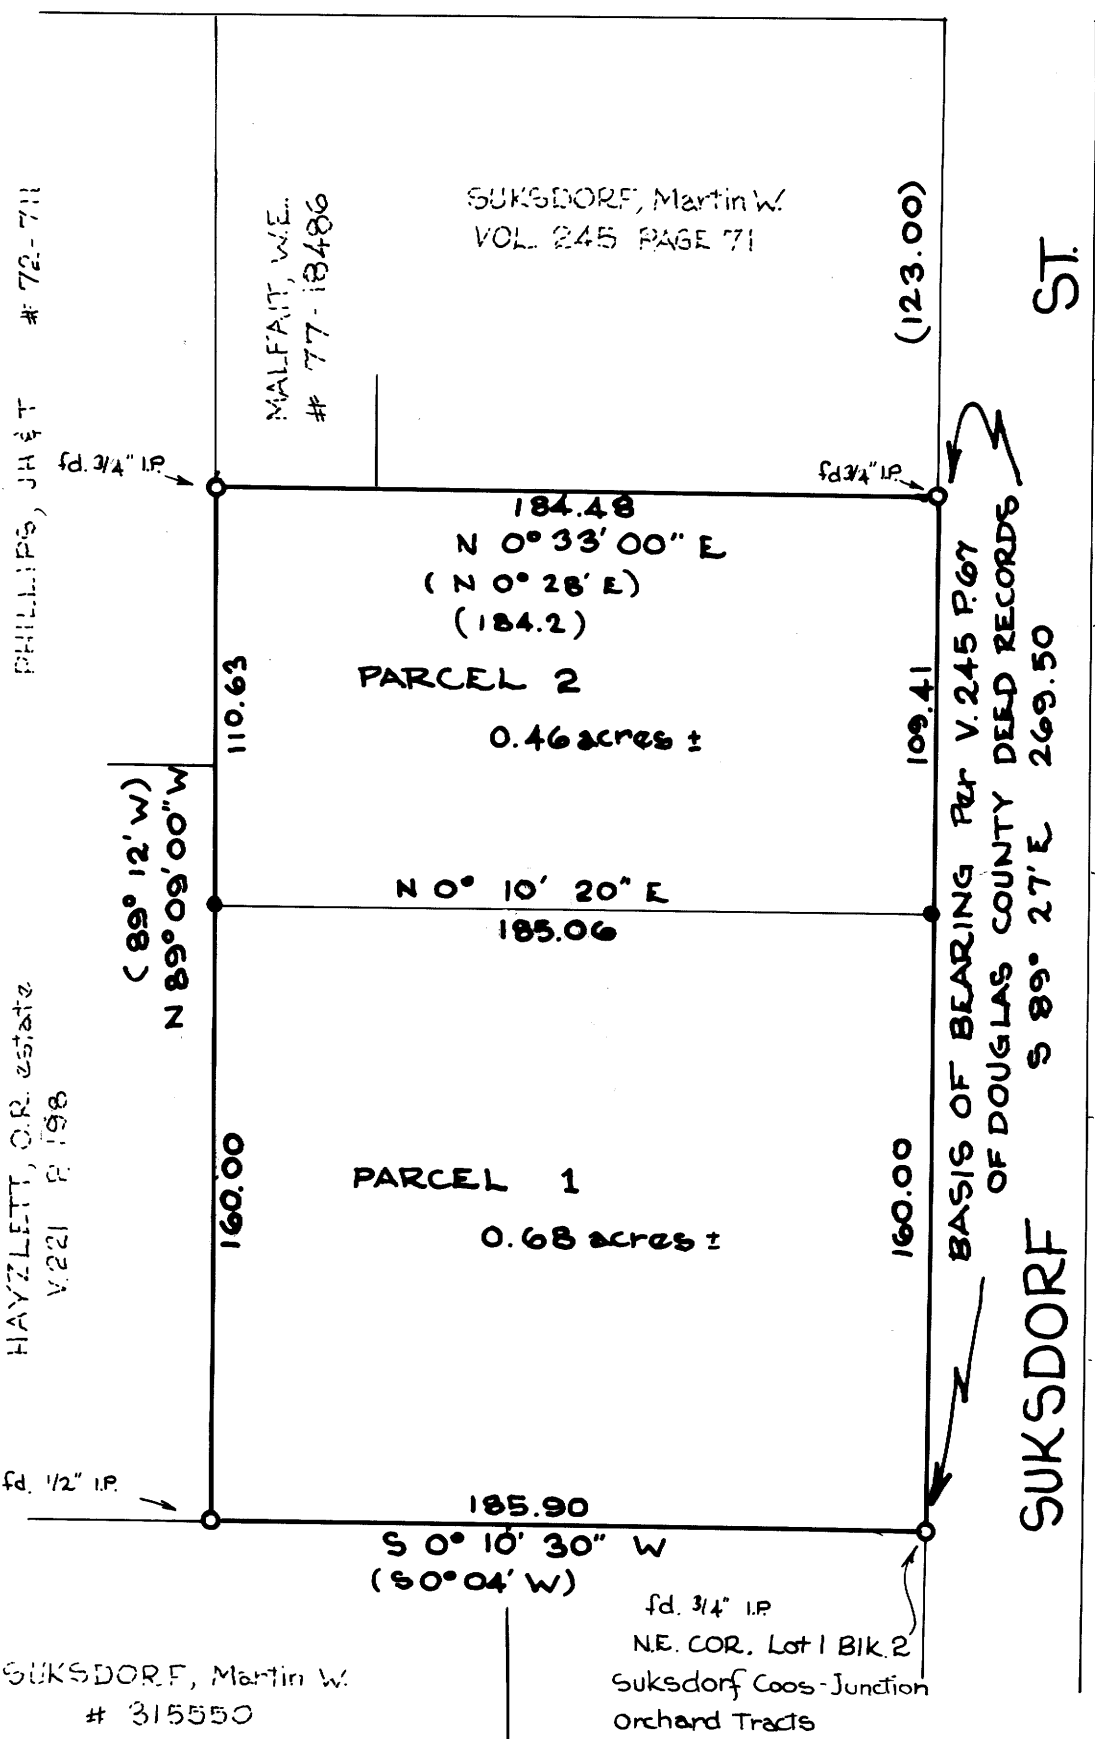 PHILLIPS, JH & T # 72-711
MALFAIT, W.E.
# 77-18486
SUKSDORF, Martin W.
VOL. 245 PAGE 71
(123.00)
ST.
fd. 3/4" I.P.
fd 3/4" I.P.
184.48
N 0° 33' 00" E
(N 0° 28' E)
(184.2)
PARCEL 2
0.46 acres ±
110.63
109.41
(89° 12' W)
N 89° 09' 00" W
BASIS OF BEARING Per V. 245 P. 67
OF DOUGLAS COUNTY DEED RECORDS
S 89° 27' E 269.50
N 0° 10' 20" E
185.06
HAYZLETT, O.R. estate
V. 221 P. 198
160.00
PARCEL 1
0.68 acres ±
160.00
SUKSDORF
fd. 1/2" I.P.
185.90
S 0° 10' 30" W
(S 0° 04' W)
fd. 3/4" I.P.
N.E. COR. Lot 1 Blk. 2
Suksdorf Coos-Junction
Orchard Tracts
SUKSDORF, Martin W.
# 315550